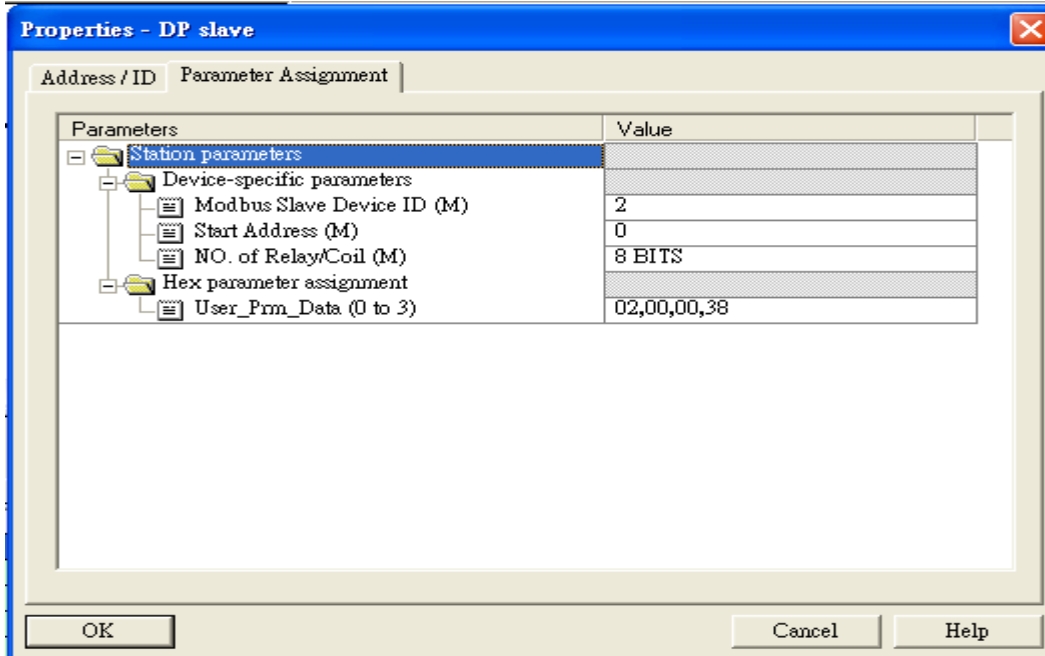 Properties - DP slave
Address / ID Parameter Assignment
Parameters Value
Station parameters
Device-specific parameters
Modbus Slave Device ID (M) 2
Start Address (M) 0
NO. of Relay/Coil (M) 8 BITS
Hex parameter assignment
User_Prm_Data (0 to 3) 02,00,00,38
OK Cancel Help